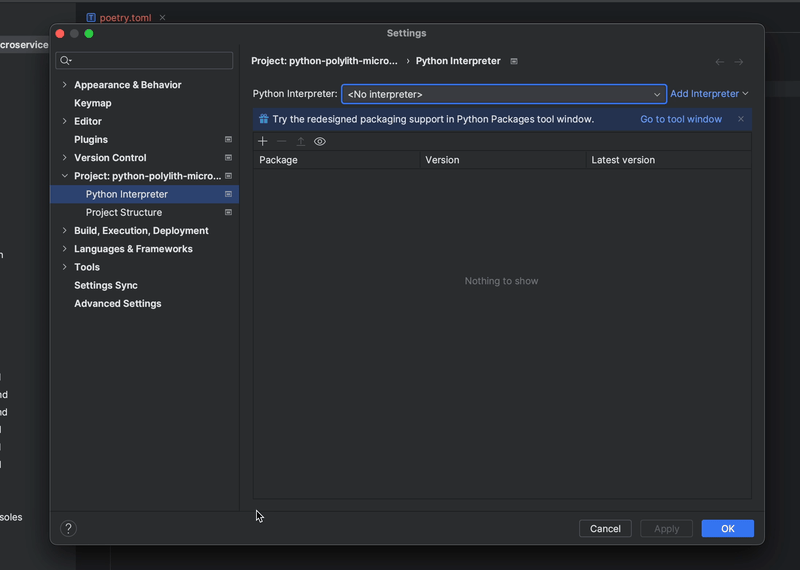 poetry.toml
Settings
croservice
Project: python-polylith-micro... › Python Interpreter
Appearance & Behavior
Keymap
Editor
Plugins
Version Control
Project: python-polylith-micro...
Python Interpreter
Project Structure
Build, Execution, Deployment
Languages & Frameworks
Tools
Settings Sync
Advanced Settings
Python Interpreter: <No interpreter> Add Interpreter
Try the redesigned packaging support in Python Packages tool window. Go to tool window
Package Version Latest version
Nothing to show
n
nd
nd
soles
? Cancel Apply OK